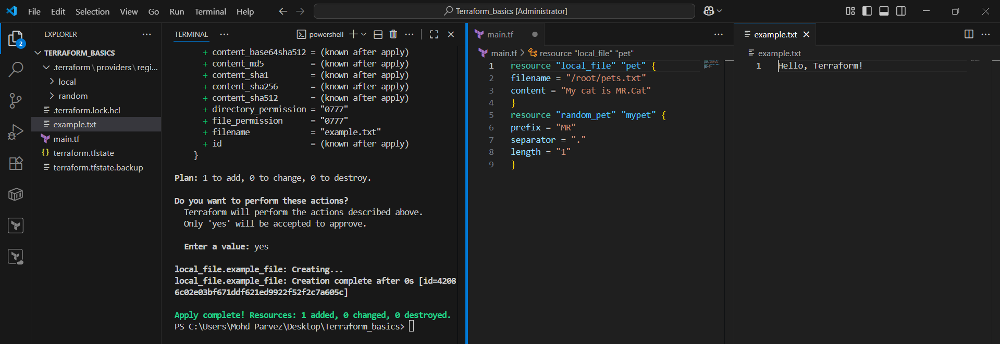 File Edit Selection View Go Run Terminal Help
Terraform_basics [Administrator]
2
EXPLORER
TERRAFORM_BASICS
.terraform\providers\regi...
local
random
.terraform.lock.hcl
example.txt
main.tf
terraform.tfstate
terraform.tfstate.backup
TERMINAL
powershell
+ content_base64sha512 = (known after apply)
+ content_md5 = (known after apply)
+ content_sha1 = (known after apply)
+ content_sha256 = (known after apply)
+ content_sha512 = (known after apply)
+ directory_permission = "0777"
+ file_permission = "0777"
+ filename = "example.txt"
+ id = (known after apply)
}
Plan: 1 to add, 0 to change, 0 to destroy.
Do you want to perform these actions?
Terraform will perform the actions described above.
Only 'yes' will be accepted to approve.
Enter a value: yes
local_file.example_file: Creating...
local_file.example_file: Creation complete after 0s [id=4208
6c02e03bf671ddf621ed9922f52f2c7a605c]
Apply complete! Resources: 1 added, 0 changed, 0 destroyed.
PS C:\Users\Mohd Parvez\Desktop\Terraform_basics>
main.tf
main.tf > resource "local_file" "pet"
1 resource "local_file" "pet" {
2 filename = "/root/pets.txt"
3 content = "My cat is MR.Cat"
4 }
5 resource "random_pet" "mypet" {
6 prefix = "MR"
7 separator = "."
8 length = "1"
9 }
example.txt
example.txt
1 Hello, Terraform!